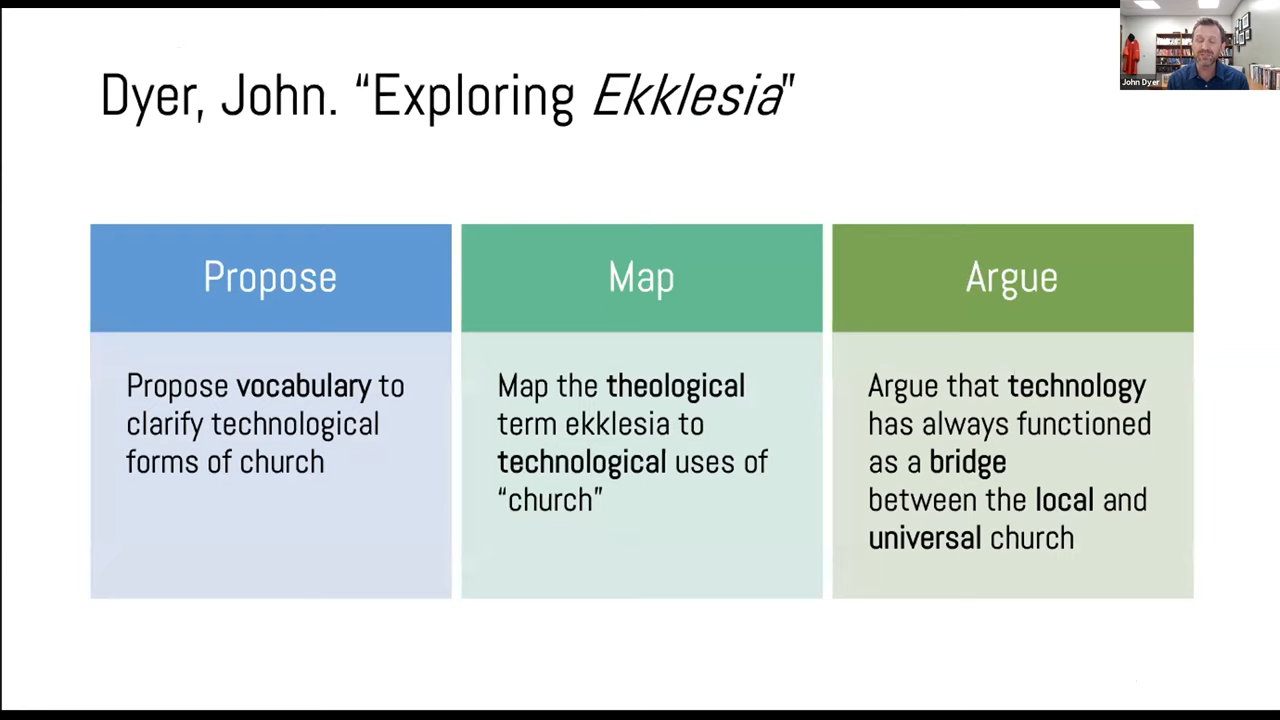 Dyer, John. “Exploring Ekklesia”
John Dyer
Propose
Propose vocabulary to
clarify technological
forms of church
Map
Map the theological
term ekklesia to
technological uses of
“church”
Argue
Argue that technology
has always functioned
as a bridge
between the local and
universal church